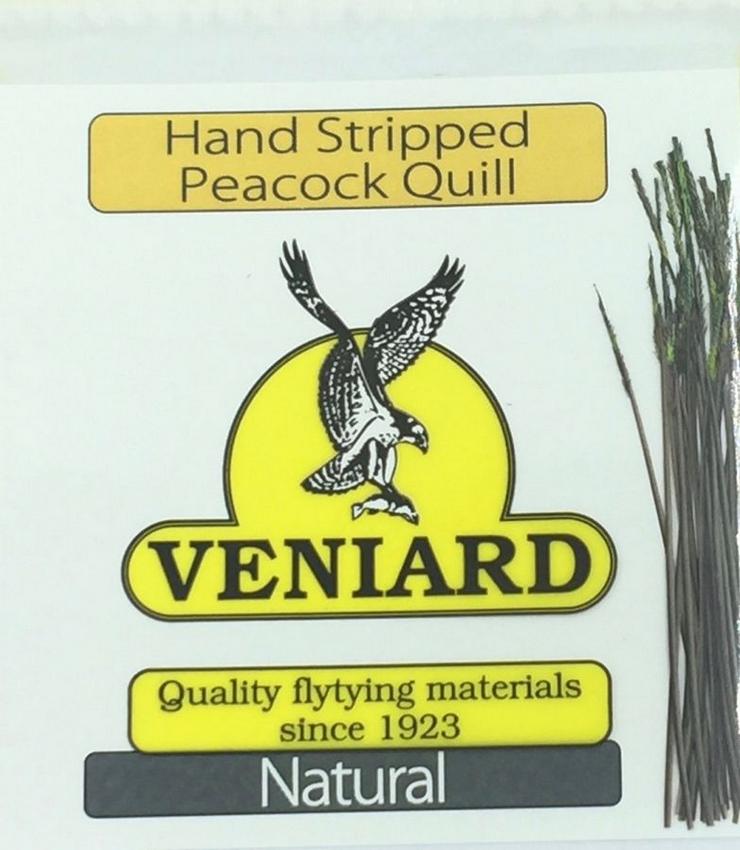 Hand Stripped
Peacock Quill
VENIARD
Quality flytying materials
since 1923
Natural